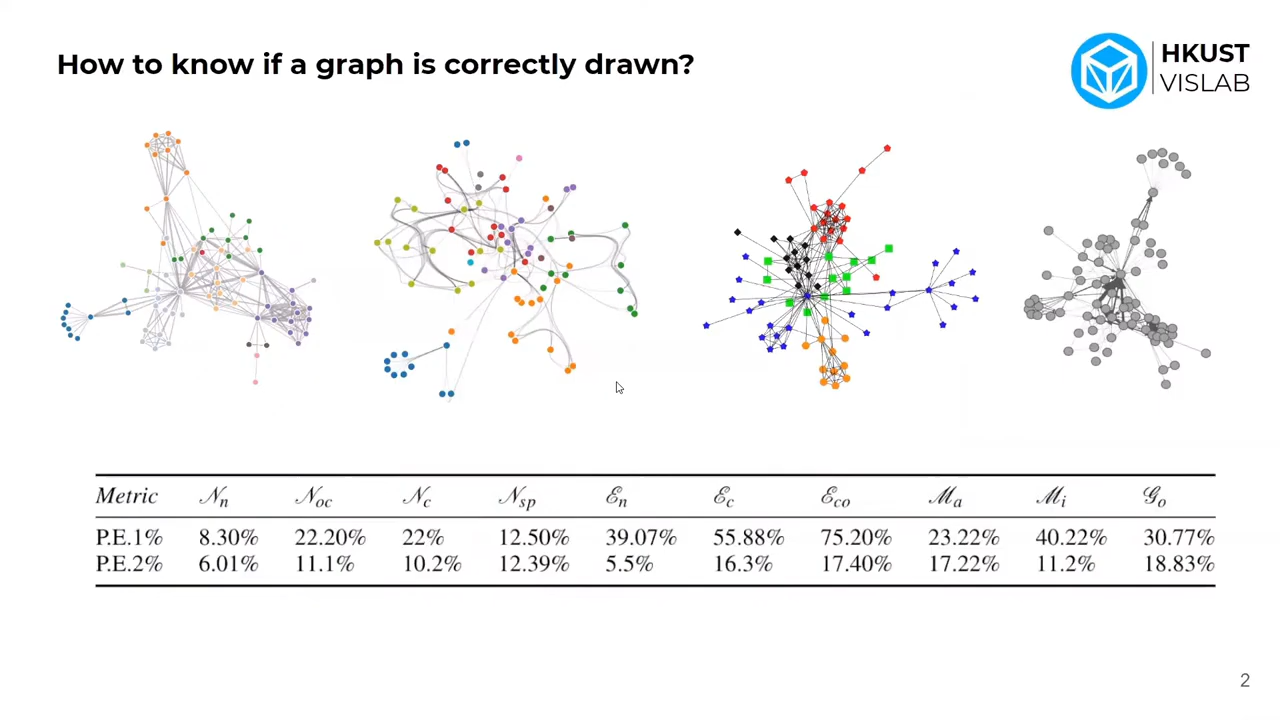 How to know if a graph is correctly drawn?
HKUST
VISLAB
Metric 𝒩n 𝒩oc 𝒩c 𝒩sp ℰn ℰc ℰco ℳa ℳi 𝒢o
P.E.1% 8.30% 22.20% 22% 12.50% 39.07% 55.88% 75.20% 23.22% 40.22% 30.77%
P.E.2% 6.01% 11.1% 10.2% 12.39% 5.5% 16.3% 17.40% 17.22% 11.2% 18.83%
2